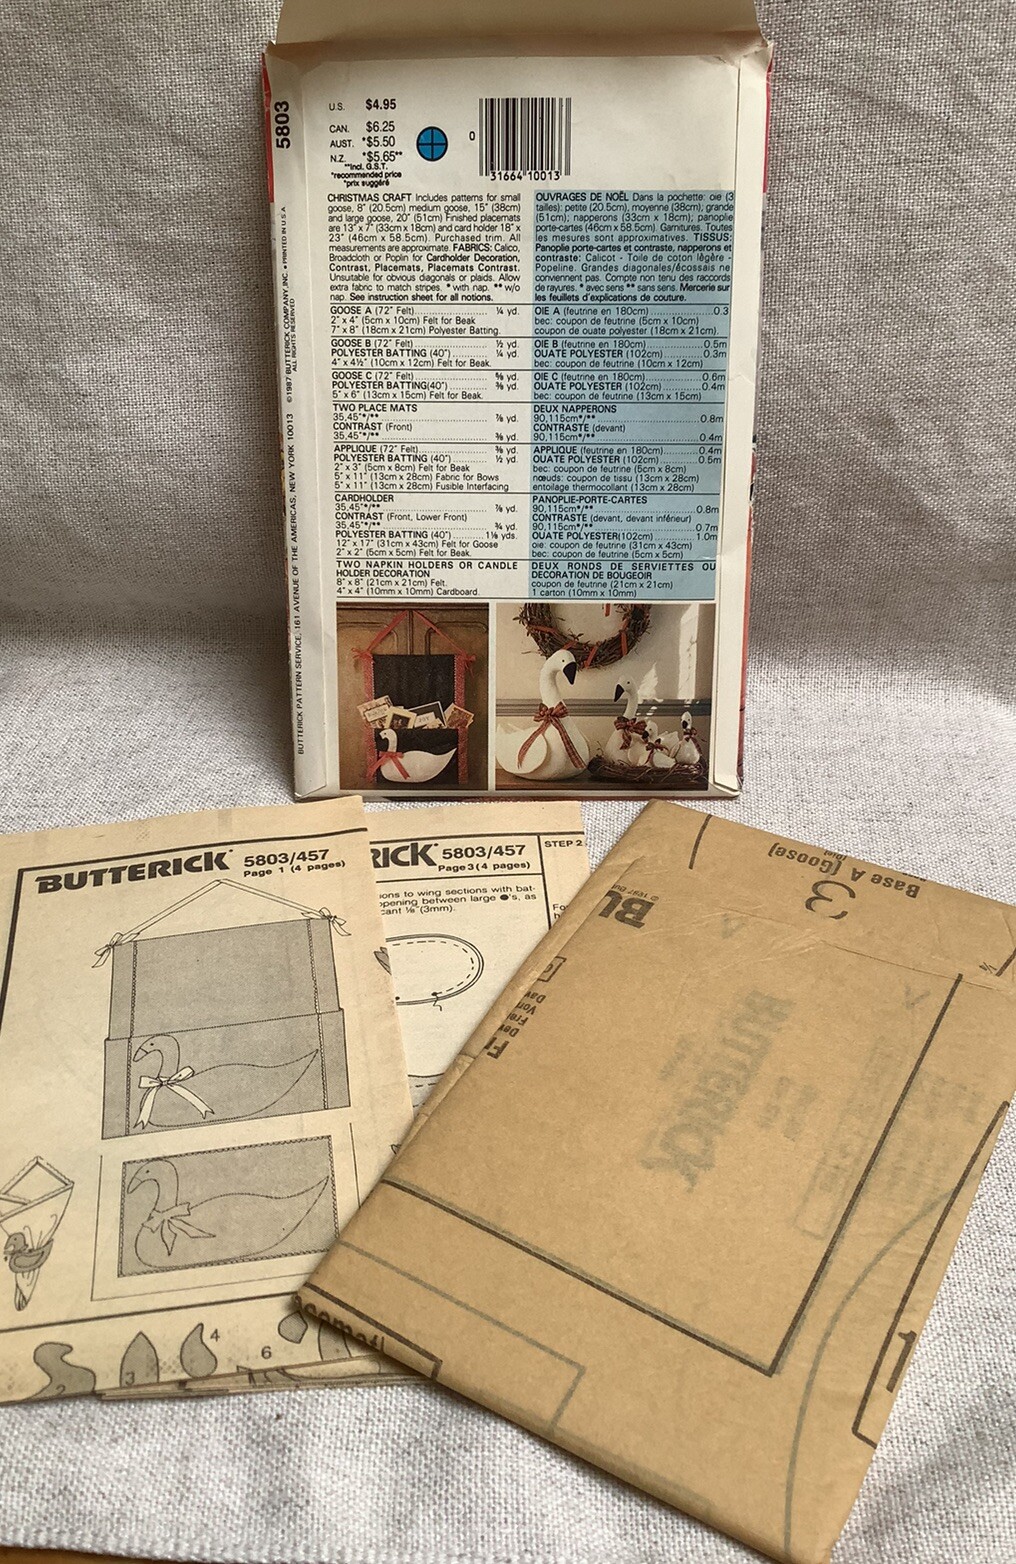 5803
©1987 BUTTERICK COMPANY, INC. • PRINTED IN U.S.A
ALL RIGHTS RESERVED
BUTTERICK PATTERN SERVICE, 161 AVENUE OF THE AMERICAS, NEW YORK 10013
U.S. $4.95
CAN. $6.25
AUST. *$5.50
N.Z. *$5.65**
**Incl. G.S.T.
*recommended price
*prix suggéré
0
31664 10013
CHRISTMAS CRAFT Includes patterns for small
goose, 8" (20.5cm) medium goose, 15" (38cm)
and large goose, 20" (51cm) Finished placemats
are 13" x 7" (33cm x 18cm) and card holder 18" x
23" (46cm x 58.5cm). Purchased trim. All
measurements are approximate. FABRICS: Calico,
Broadcloth or Poplin for Cardholder Decoration,
Contrast, Placemats, Placemats Contrast.
Unsuitable for obvious diagonals or plaids. Allow
extra fabric to match stripes. * with nap. ** w/o
nap. See instruction sheet for all notions.
GOOSE A (72" Felt) ¼ yd.
2" x 4" (5cm x 10cm) Felt for Beak
7" x 8" (18cm x 21cm) Polyester Batting.
GOOSE B (72" Felt) ½ yd.
POLYESTER BATTING (40") ¼ yd.
4" x 4½" (10cm x 12cm) Felt for Beak.
GOOSE C (72" Felt) ⅝ yd.
POLYESTER BATTING(40") ⅜ yd.
5" x 6" (13cm x 15cm) Felt for Beak.
TWO PLACE MATS
35,45"*/** ⅞ yd.
CONTRAST (Front)
35,45"*/** ⅜ yd.
APPLIQUE (72" Felt) ⅜ yd.
POLYESTER BATTING (40") ½ yd.
2" x 3" (5cm x 8cm) Felt for Beak
5" x 11" (13cm x 28cm) Fabric for Bows
5" x 11" (13cm x 28cm) Fusible Interfacing
CARDHOLDER
35,45"*/** ⅞ yd.
CONTRAST (Front, Lower Front)
35,45"*/** ¾ yd.
POLYESTER BATTING (40") 1⅛ yds.
12" x 17" (31cm x 43cm) Felt for Goose
2" x 2" (5cm x 5cm) Felt for Beak.
TWO NAPKIN HOLDERS OR CANDLE
HOLDER DECORATION
8" x 8" (21cm x 21cm) Felt.
4" x 4" (10mm x 10mm) Cardboard.
OUVRAGES DE NOËL Dans la pochette: oie (3
tailles): petite (20.5cm), moyenne (38cm); grande
(51cm); napperons (33cm x 18cm); panoplie
porte-cartes (46cm x 58.5cm). Garnitures. Toutes
les mesures sont approximatives. TISSUS:
Panoplie porte-cartes et contraste, napperons et
contraste: Calicot - Toile de coton légère -
Popeline. Grandes diagonales/écossais ne
conviennent pas. Compte non tenu des raccords
de rayures. * avec sens ** sans sens. Mercerie sur
les feuillets d'explications de couture.
OIE A (feutrine en 180cm) 0.3
bec: coupon de feutrine (5cm x 10cm)
coupon de ouate polyester (18cm x 21cm).
OIE B (feutrine en 180cm) 0.5m
OUATE POLYESTER (102cm) 0.3m
bec: coupon de feutrine (10cm x 12cm)
OIE C (feutrine en 180cm) 0.6m
OUATE POLYESTER (102cm) 0.4m
bec: coupon de feutrine (13cm x 15cm)
DEUX NAPPERONS
90,115cm*/** 0.8m
CONTRASTE (devant)
90,115cm*/** 0.4m
APPLIQUE (feutrine en 180cm) 0.4m
OUATE POLYESTER (102cm) 0.5m
bec: coupon de feutrine (5cm x 8cm)
nœuds: coupon de tissu (13cm x 28cm)
entoilage thermocollant (13cm x 28cm)
PANOPLIE-PORTE-CARTES
90,115cm*/** 0.8m
CONTRASTE (devant, devant inférieur)
90,115cm*/** 0.7m
OUATE POLYESTER(102cm) 1.0m
oie: coupon de feutrine (31cm x 43cm)
bec: coupon de feutrine (5cm x 5cm)
DEUX RONDS DE SERVIETTES OU
DECORATION DE BOUGEOIR
coupon de feutrine (21cm x 21cm)
1 carton (10mm x 10mm)
BUTTERICK 5803/457
Page 1 (4 pages)
2 3 4 6
RICK 5803/457
Page 3 (4 pages)
STEP 2
ions to wing sections with bat-
pening between large ●'s, as
cant ⅛" (3mm).
Base A (Goose)
3
BU
BUTTERICK
1